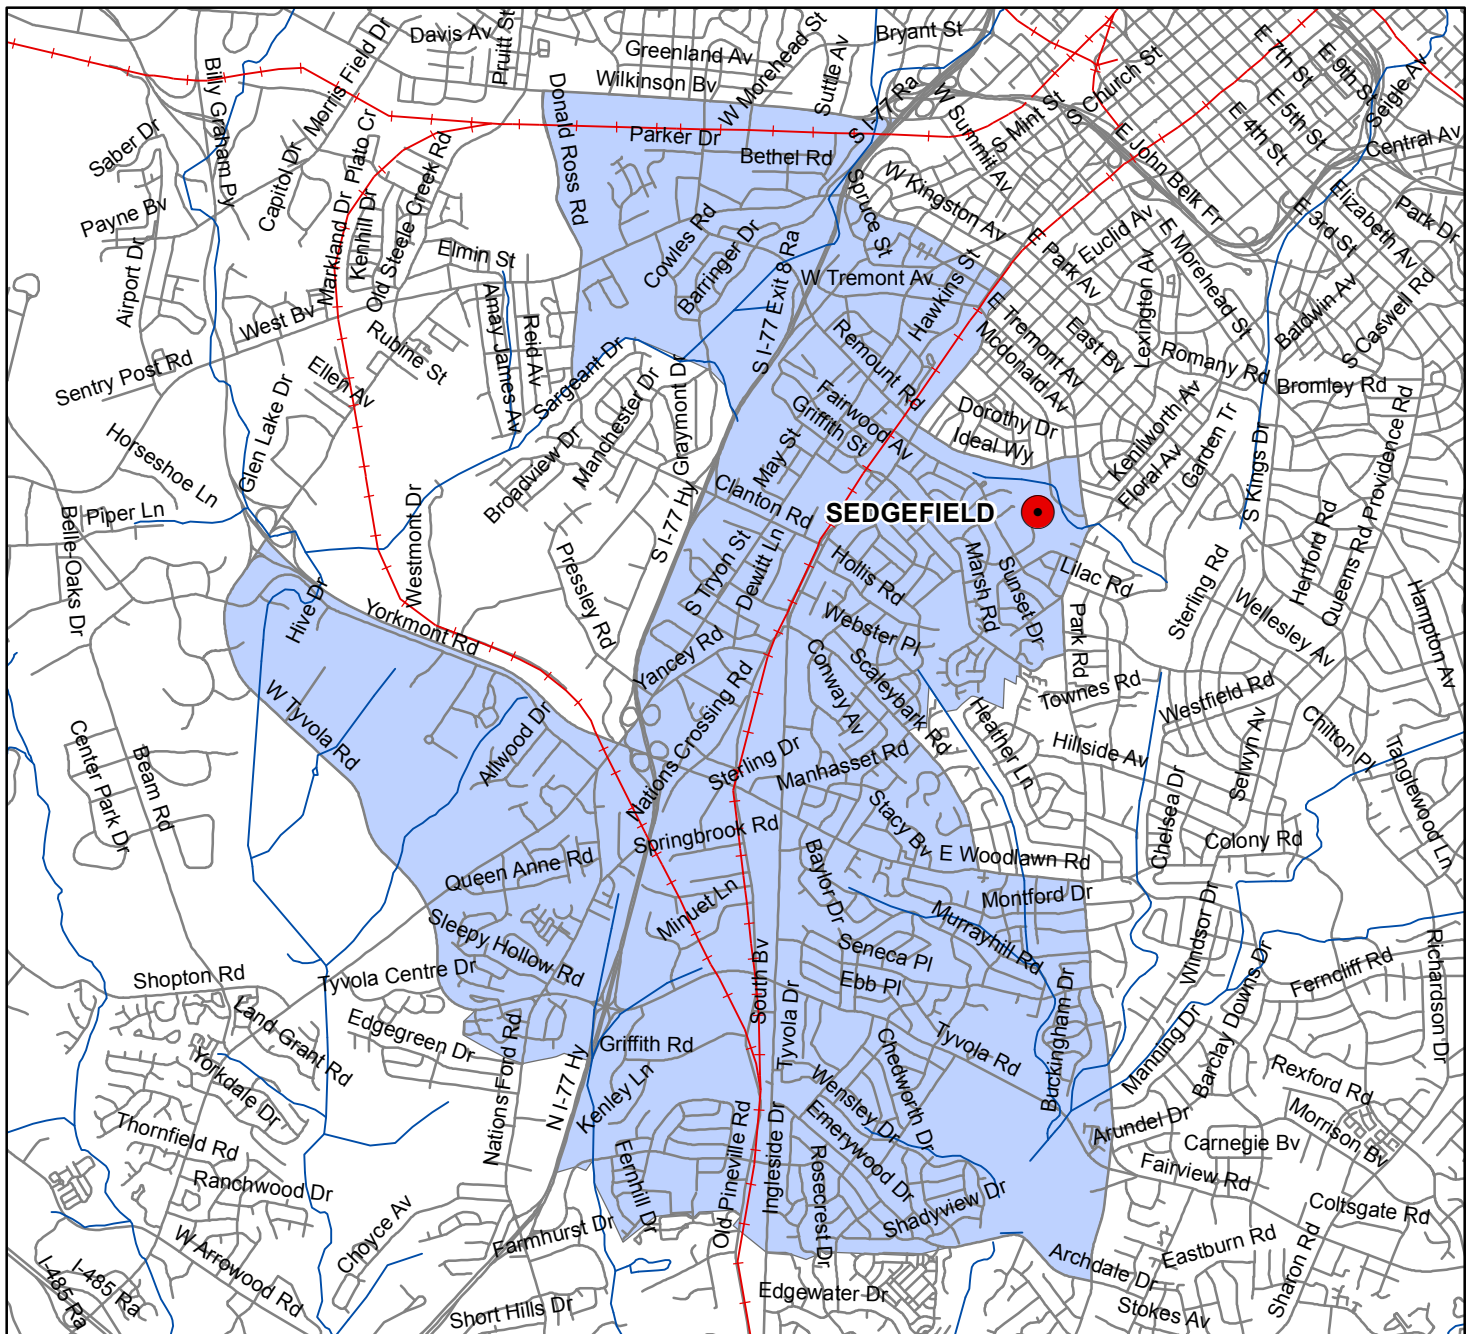 Davis Av
Pruitt St
Greenland Av
Wilkinson Bv
W Morehead St
Suttle Av
Bryant St
S I-77 Ra
W Summit Av
S Mint St
S Church St
E 7th St
E 9th St
E 5th St
E 4th St
Seigle Av
Central Av
Billy Graham Py
Morris Field Dr
Saber Dr
Capitol Dr
Plato Cr
Donald Ross Rd
Parker Dr
Bethel Rd
Spruce St
W Kingston Av
E John Belk Fr
E 3rd St
Elizabeth Av
Park Dr
Payne Bv
Airport Dr
Markland Dr
Kenhill Dr
Old Steele Creek Rd
Elmin St
Cowles Rd
Barringer Dr
S I-77 Exit 8 Ra
W Tremont Av
Hawkins St
E Park Av
Euclid Av
E Morehead St
Lexington Av
Baldwin Av
S Caswell Rd
West Bv
Amay James Av
Reid Av
Rubine St
Ellen Av
Sentry Post Rd
Sargeant Dr
Manchester Dr
Graymont Dr
Remount Rd
E Tremont Av
Mcdonald Av
East Bv
Romany Rd
Bromley Rd
Providence Rd
Horseshoe Ln
Glen Lake Dr
Broadview Dr
Fairwood Av
Griffith St
May St
Dorothy Dr
Ideal Wy
Kenilworth Av
Floral Av
Garden Tr
S Kings Dr
Piper Ln
Belle-Oaks Dr
Westmont Dr
S I-77 Hy
Clanton Rd
SEDGEFIELD
Hertford Rd
Queens Rd
Pressley Rd
S Tryon St
Dewitt Ln
Hollis Rd
Marsh Rd
Sunset Dr
Lilac Rd
Sterling Rd
Wellesley Av
Hampton Av
Hive Dr
Yorkmont Rd
Webster Pl
Park Rd
Yancey Rd
Conway Av
Scaleybark Rd
Townes Rd
Westfield Rd
W Tyvola Rd
Allwood Dr
Nations Crossing Rd
Sterling Dr
Manhasset Rd
Heather Ln
Hillside Av
Selwyn Av
Chilton Pl
Tanglewood Ln
Center Park Dr
Beam Rd
Springbrook Rd
Stacy Bv
E Woodlawn Rd
Chelsea Dr
Colony Rd
Queen Anne Rd
Minuet Ln
Baylor Dr
Montford Dr
Murrayhill Rd
Windsor Dr
Sleepy Hollow Rd
Seneca Pl
Ebb Pl
Ferncliff Rd
Richardson Dr
Shopton Rd
Tyvola Centre Dr
South Bv
Tyvola Dr
Buckingham Dr
Barclay Downs Dr
Land Grant Rd
Edgegreen Dr
Nations Ford Rd
Griffith Rd
Chedworth Dr
Tyvola Rd
Manning Dr
Yorkdale Dr
N I-77 Hy
Kenley Ln
Wensley Dr
Emerywood Dr
Rexford Rd
Morrison Bv
Thornfield Rd
Arundel Dr
Carnegie Bv
Ranchwood Dr
Fernhill Dr
Old Pineville Rd
Ingleside Dr
Rosecrest Dr
Shadyview Dr
Fairview Rd
Coltsgate Rd
Choyce Av
Farmhurst Dr
Eastburn Rd
Sharon Rd
W Arrowood Rd
I-485 Ra
I-485 Ra
Archdale Dr
Short Hills Dr
Edgewater Dr
Stokes Av